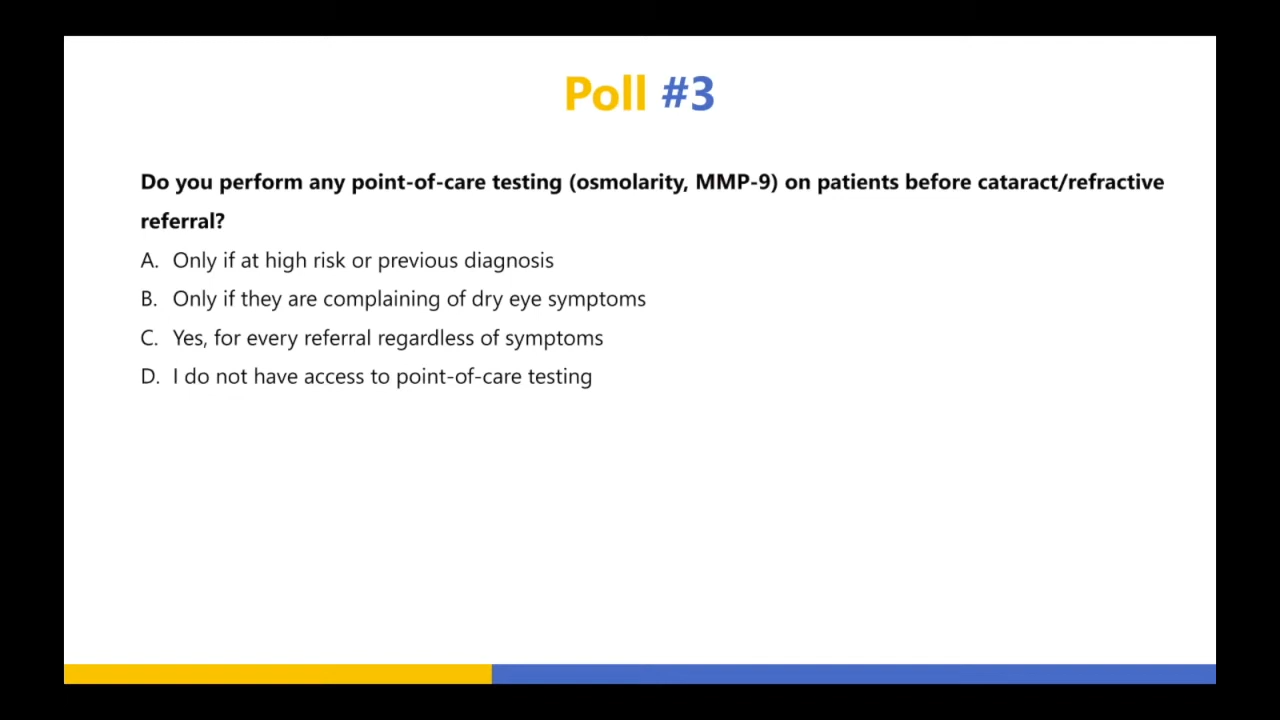 Poll #3
Do you perform any point-of-care testing (osmolarity, MMP-9) on patients before cataract/refractive
referral?
A. Only if at high risk or previous diagnosis
B. Only if they are complaining of dry eye symptoms
C. Yes, for every referral regardless of symptoms
D. I do not have access to point-of-care testing